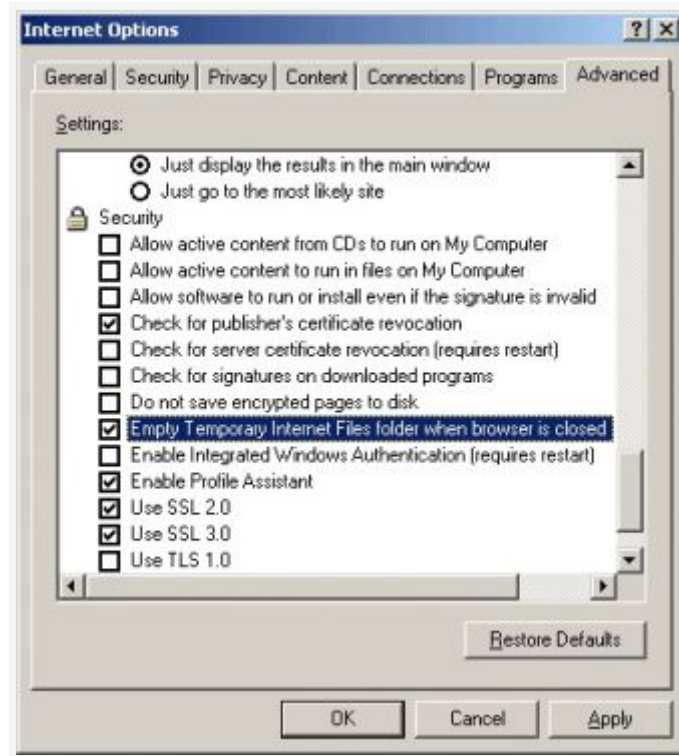 Internet Options
General Security Privacy Content Connections Programs Advanced
Settings:
Just display the results in the main window
Just go to the most likely site
Security
Allow active content from CDs to run on My Computer
Allow active content to run in files on My Computer
Allow software to run or install even if the signature is invalid
Check for publisher's certificate revocation
Check for server certificate revocation (requires restart)
Check for signatures on downloaded programs
Do not save encrypted pages to disk
Empty Temporary Internet Files folder when browser is closed
Enable Integrated Windows Authentication (requires restart)
Enable Profile Assistant
Use SSL 2.0
Use SSL 3.0
Use TLS 1.0
Restore Defaults
OK Cancel Apply